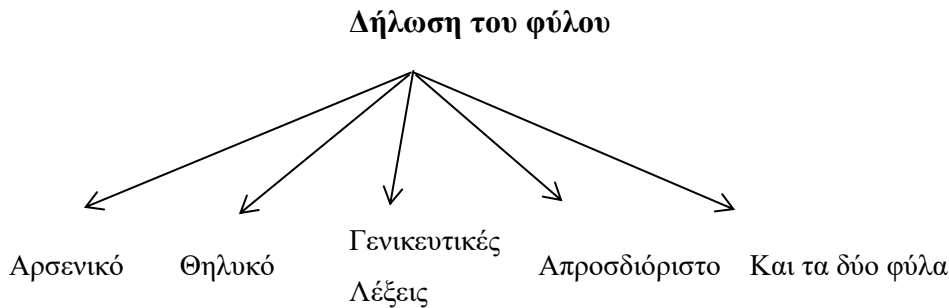 Δήλωση του φύλου
Αρσενικό
Θηλυκό
Γενικευτικές
Λέξεις
Απροσδιόριστο
Και τα δύο φύλα